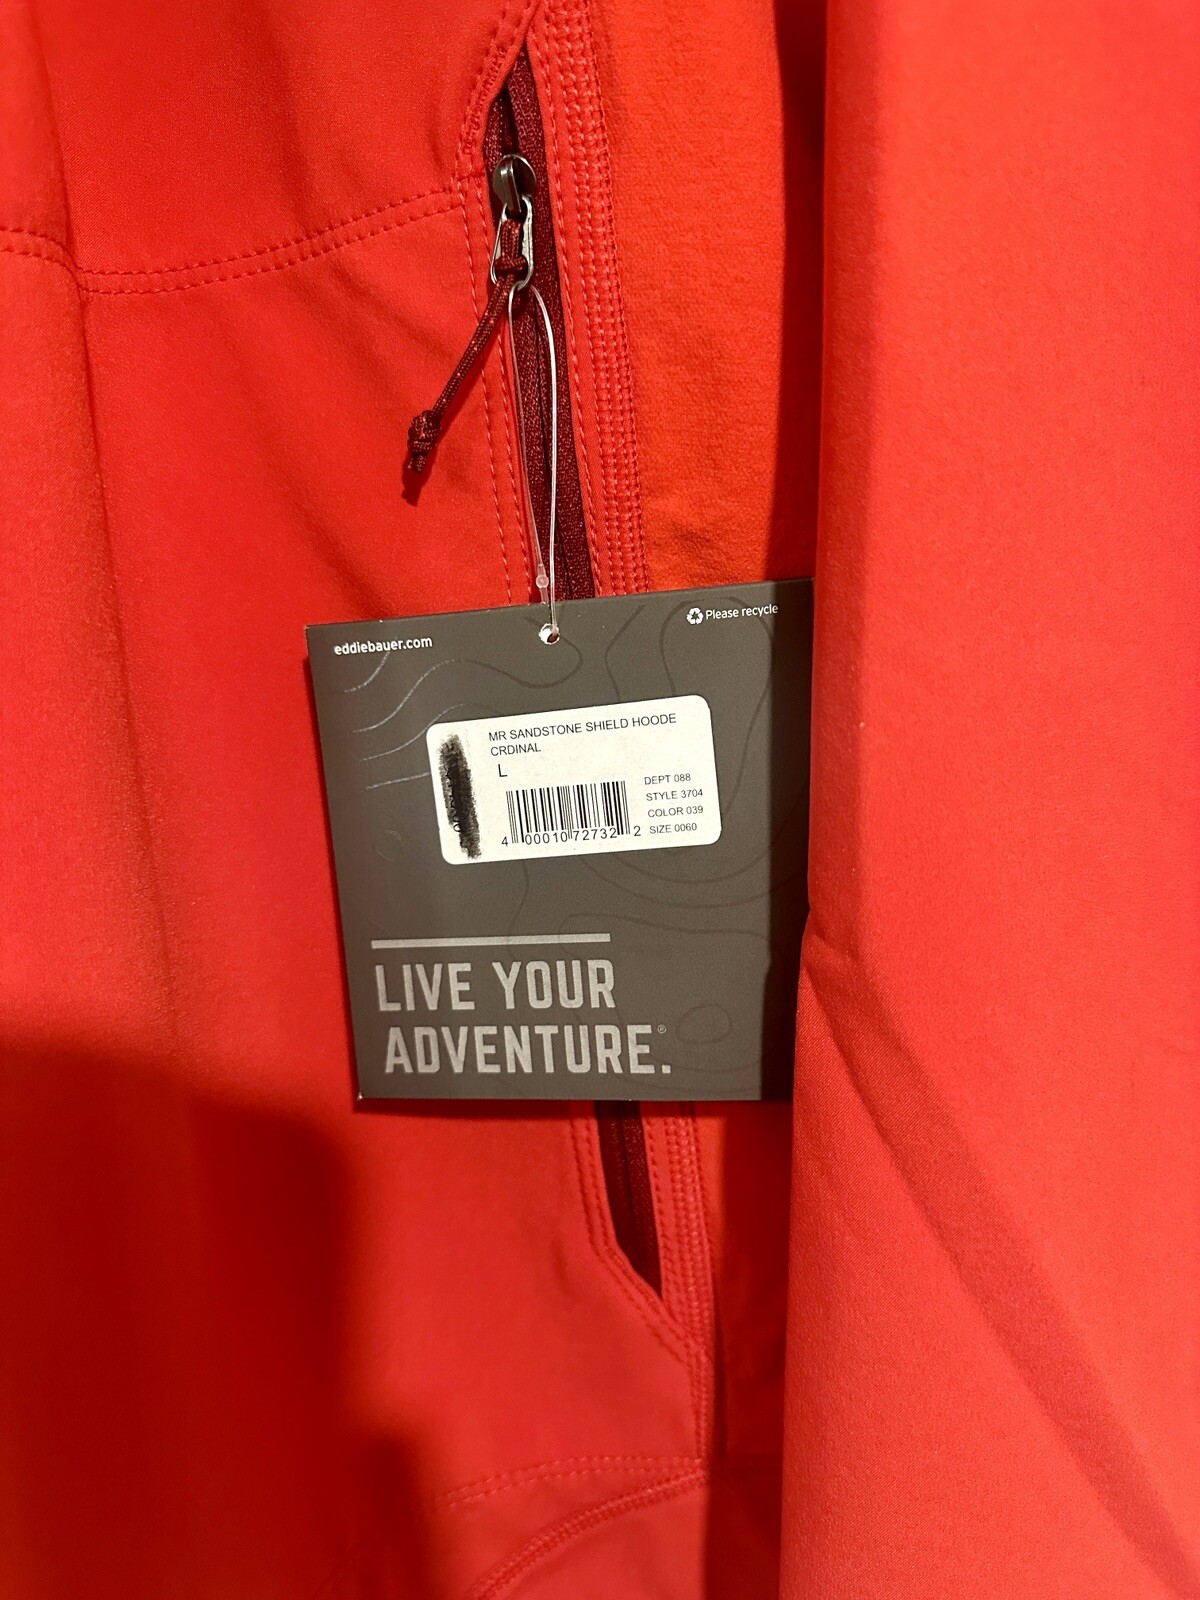 eddiebauer.com
Please recycle
MR SANDSTONE SHIELD HOODE
CRDINAL
L
DEPT 088
STYLE 3704
COLOR 039
SIZE 0060
4 00010 72732 2
LIVE YOUR
ADVENTURE.®